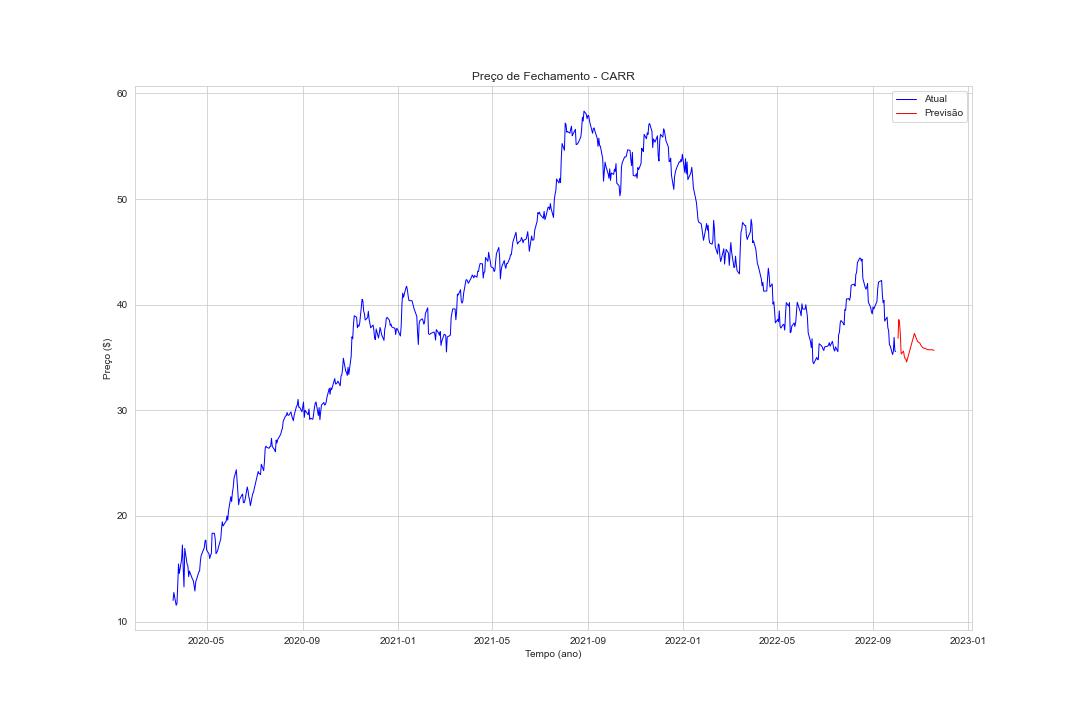 Preço de Fechamento - CARR
Atual
Previsão
60
50
40
30
20
10
Preço ($)
2020-05 2020-09 2021-01 2021-05 2021-09 2022-01 2022-05 2022-09 2023-01
Tempo (ano)